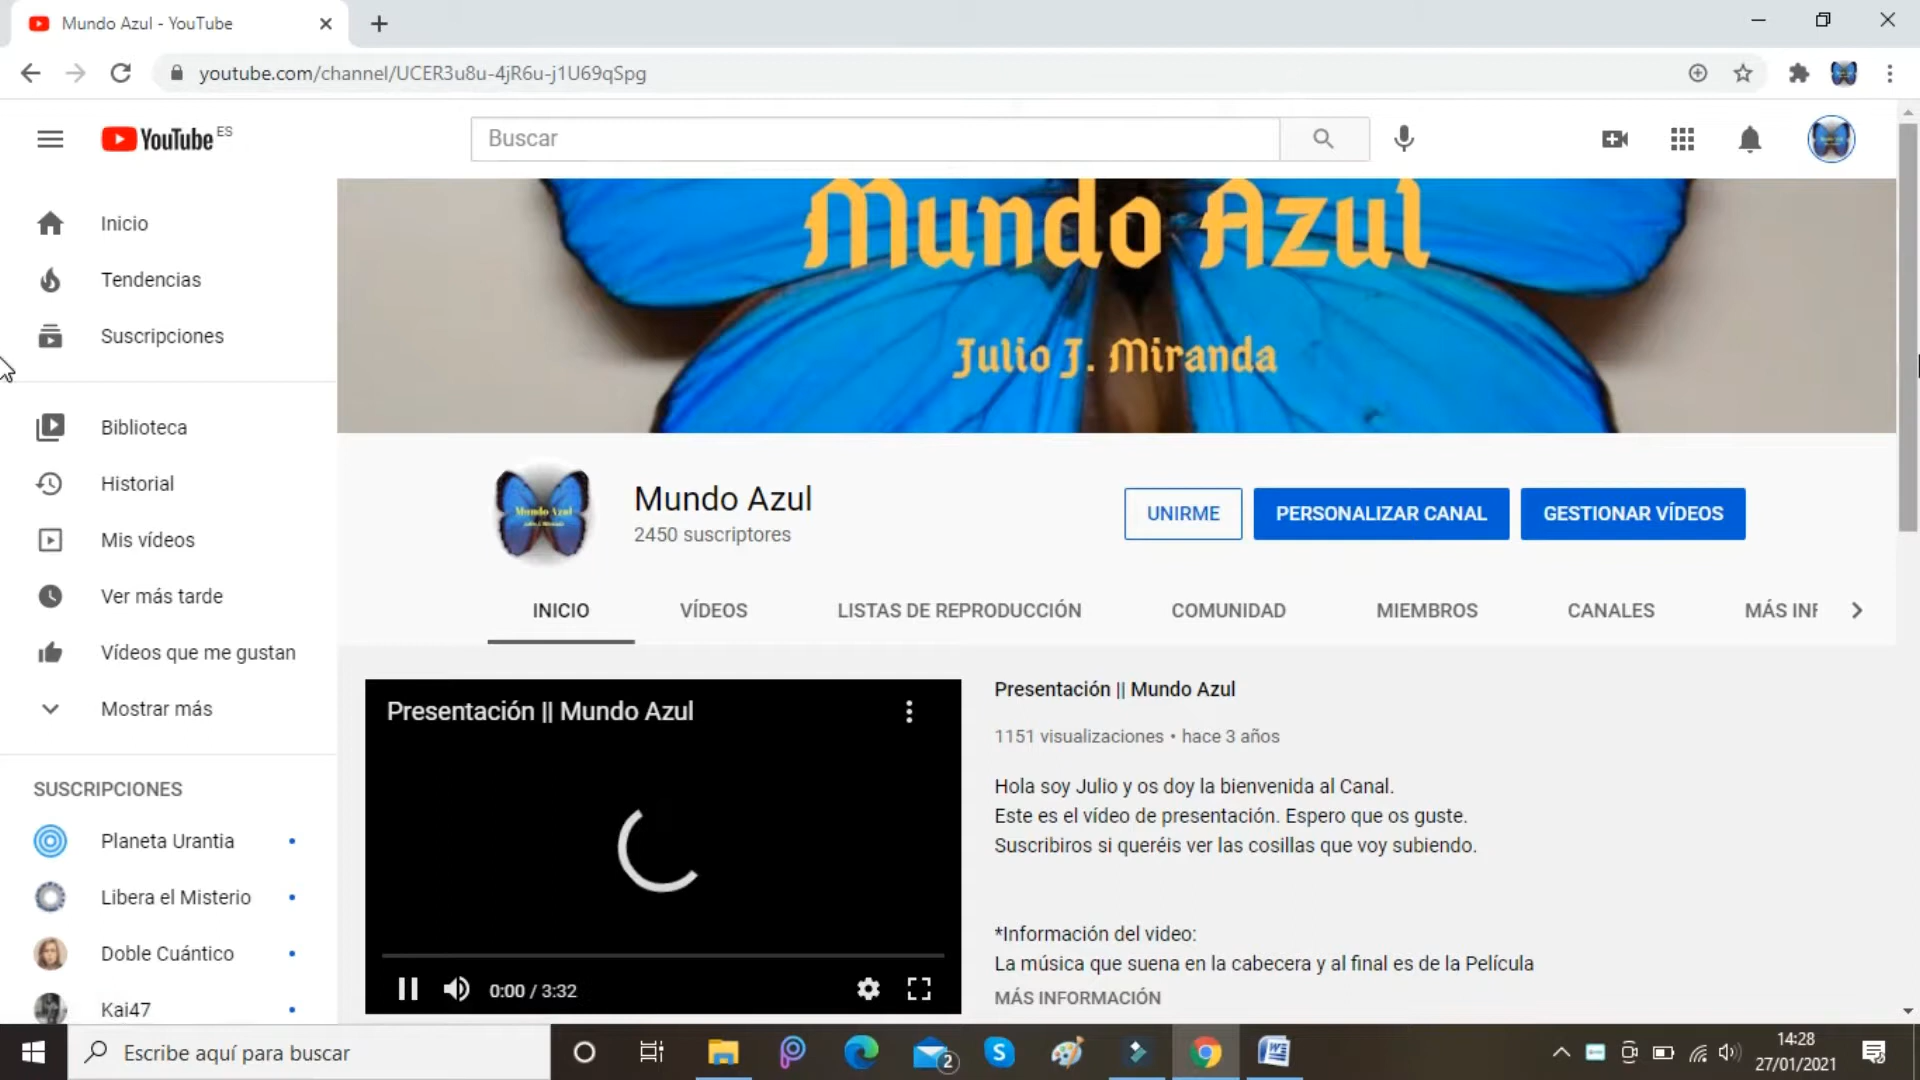 Mundo Azul - YouTube
youtube.com/channel/UCER3u8u-4jR6u-j1U69qSpg
YouTube ES
Buscar
Inicio
Tendencias
Suscripciones
Biblioteca
Historial
Mis vídeos
Ver más tarde
Vídeos que me gustan
Mostrar más
SUSCRIPCIONES
Planeta Urantia
Libera el Misterio
Doble Cuántico
Kai47
Mundo Azul
Julio J. Miranda
Mundo Azul
Mundo Azul
2450 suscriptores
UNIRME
PERSONALIZAR CANAL
GESTIONAR VÍDEOS
INICIO
VÍDEOS
LISTAS DE REPRODUCCIÓN
COMUNIDAD
MIEMBROS
CANALES
MÁS INF
Presentación || Mundo Azul
0:00 / 3:32
Presentación || Mundo Azul
1151 visualizaciones • hace 3 años
Hola soy Julio y os doy la bienvenida al Canal.
Este es el vídeo de presentación. Espero que os guste.
Suscribiros si queréis ver las cosillas que voy subiendo.
*Información del video:
La música que suena en la cabecera y al final es de la Película
MÁS INFORMACIÓN
Escribe aquí para buscar
2
14:28
27/01/2021